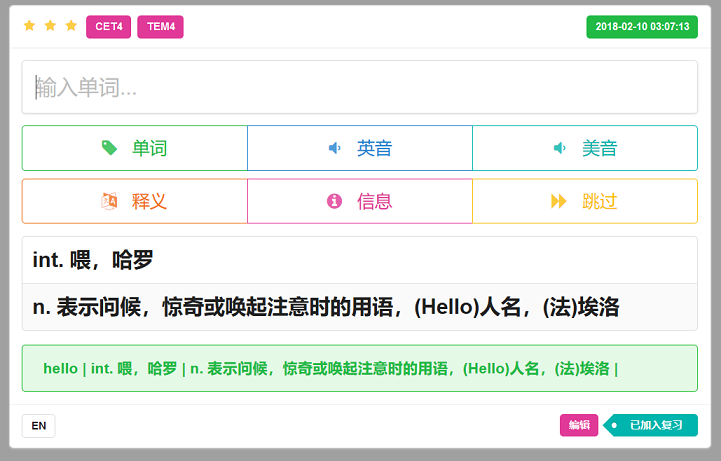 CET4 TEM4 2018-02-10 03:07:13
输入单词...
单词 英音 美音
释义 信息 跳过
int. 喂，哈罗
n. 表示问候，惊奇或唤起注意时的用语，(Hello)人名，(法)埃洛
hello | int. 喂，哈罗 | n. 表示问候，惊奇或唤起注意时的用语，(Hello)人名，(法)埃洛 |
EN 编辑 已加入复习